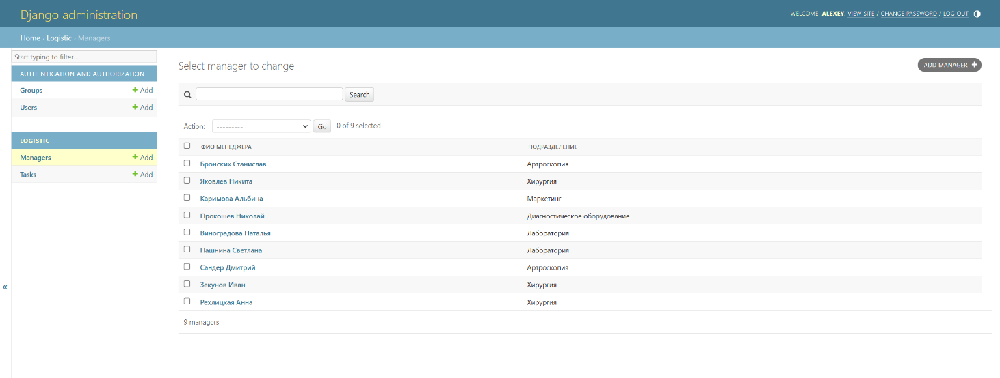 Django administration
WELCOME, ALEXEY. VIEW SITE / CHANGE PASSWORD / LOG OUT
Home › Logistic › Managers
Start typing to filter...
AUTHENTICATION AND AUTHORIZATION
Groups + Add
Users + Add
LOGISTIC
Managers + Add
Tasks + Add
«
Select manager to change
ADD MANAGER +
Search
Action: --------- Go 0 of 9 selected
ФИО МЕНЕДЖЕРА ПОДРАЗДЕЛЕНИЕ
Бронских Станислав Артроскопия
Яковлев Никита Хирургия
Каримова Альбина Маркетинг
Прокошев Николай Диагностическое оборудование
Виноградова Наталья Лаборатория
Пашнина Светлана Лаборатория
Сандер Дмитрий Артроскопия
Зекунов Иван Хирургия
Рехлицкая Анна Хирургия
9 managers